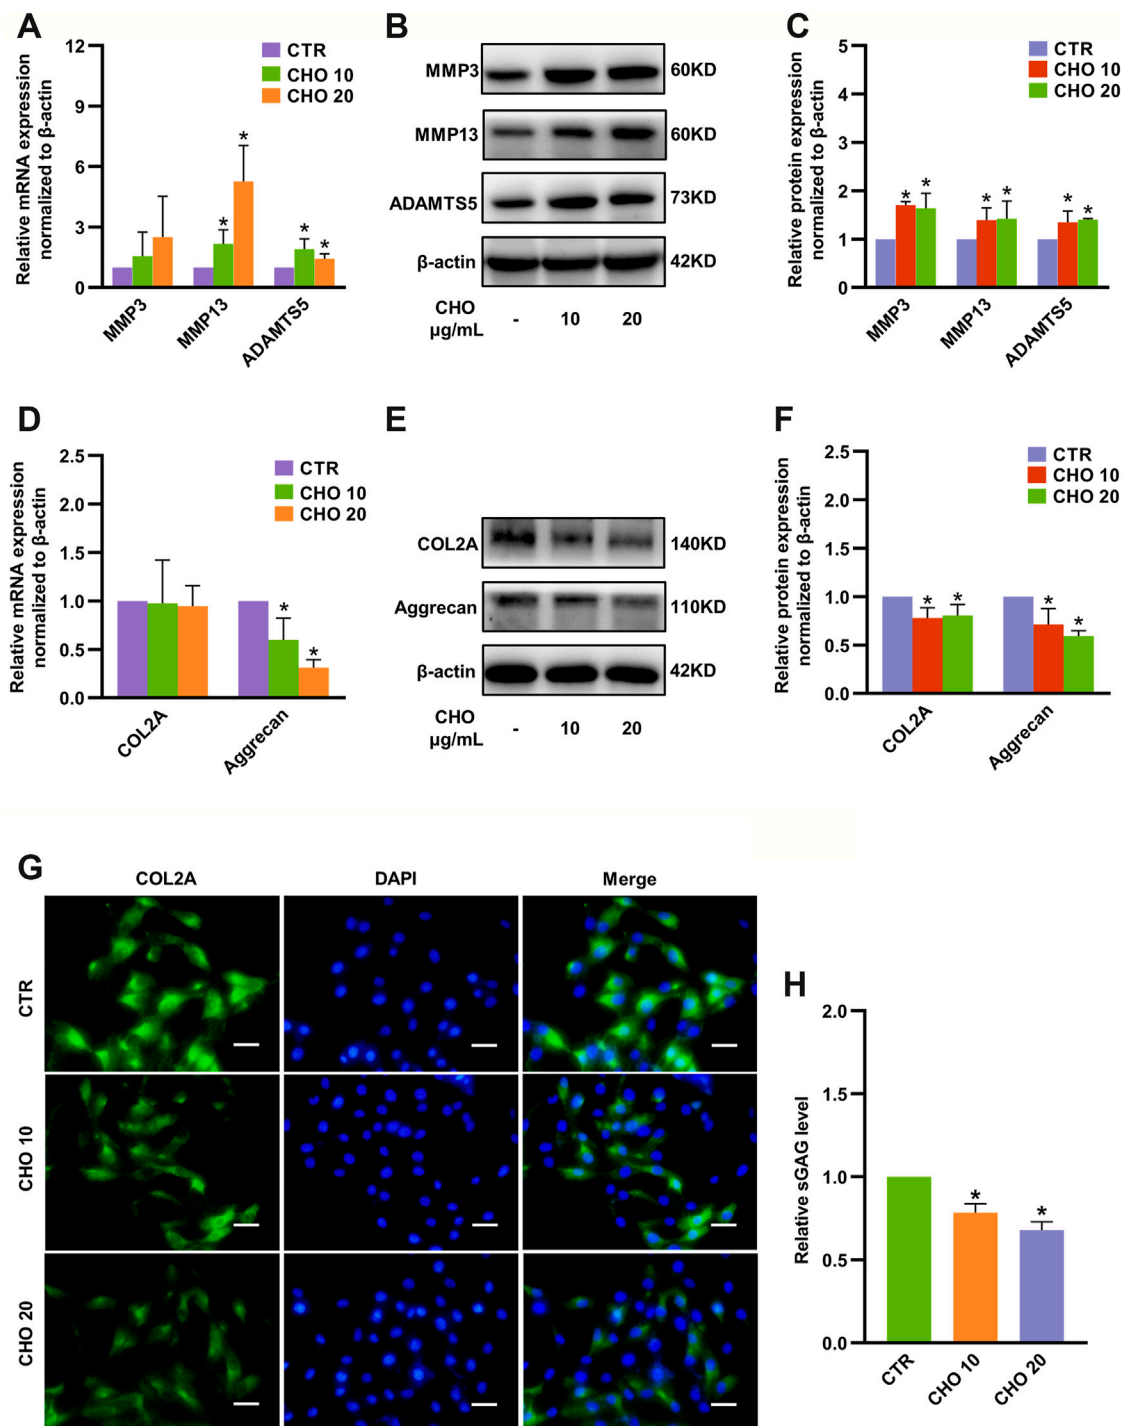 A
Relative mRNA expression
normalized to β-actin
12
9
6
3
0
CTR
CHO 10
CHO 20
*
*
*
*
MMP3
MMP13
ADAMTS5
B
MMP3
60KD
MMP13
60KD
ADAMTS5
73KD
β-actin
42KD
CHO
µg/mL
-
10
20
C
Relative protein expression
normalized to β-actin
5
4
3
2
1
0
CTR
CHO 10
CHO 20
* *
* *
* *
MMP3
MMP13
ADAMTS5
D
Relative mRNA expression
normalized to β-actin
2.5
2.0
1.5
1.0
0.5
0.0
CTR
CHO 10
CHO 20
*
*
COL2A
Aggrecan
E
COL2A
140KD
Aggrecan
110KD
β-actin
42KD
CHO
µg/mL
-
10
20
F
Relative protein expression
normalized to β-actin
2.5
2.0
1.5
1.0
0.5
0.0
CTR
CHO 10
CHO 20
* *
*
*
COL2A
Aggrecan
G
COL2A
DAPI
Merge
CTR
CHO 10
CHO 20
H
Relative sGAG level
2.0
1.5
1.0
0.5
0.0
*
*
CTR
CHO 10
CHO 20